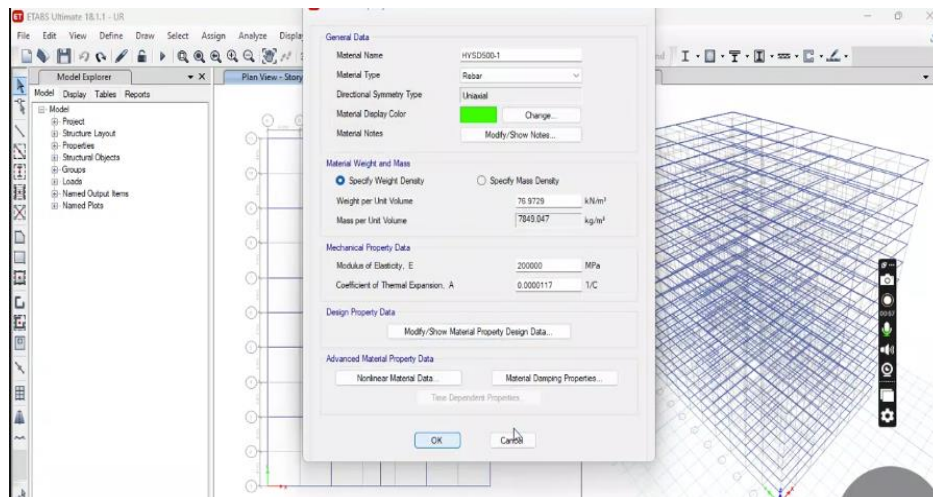 ETABS Ultimate 18.1.1 - UR
File Edit View Define Draw Select Assign Analyze Display
Model Explorer
Plan View - Story
Model Display Tables Reports
Model
Project
Structure Layout
Properties
Structural Objects
Groups
Loads
Named Output Items
Named Plots
General Data
Material Name HYSD500-1
Material Type Rebar
Directional Symmetry Type Uniaxial
Material Display Color Change...
Material Notes Modify/Show Notes...
Material Weight and Mass
Specify Weight Density Specify Mass Density
Weight per Unit Volume 76.9729 kN/m³
Mass per Unit Volume 7849.047 kg/m³
Mechanical Property Data
Modulus of Elasticity, E 200000 MPa
Coefficient of Thermal Expansion, A 0.0000117 1/C
Design Property Data
Modify/Show Material Property Design Data...
Advanced Material Property Data
Nonlinear Material Data... Material Damping Properties...
Time Dependent Properties...
OK Cancel
00:57